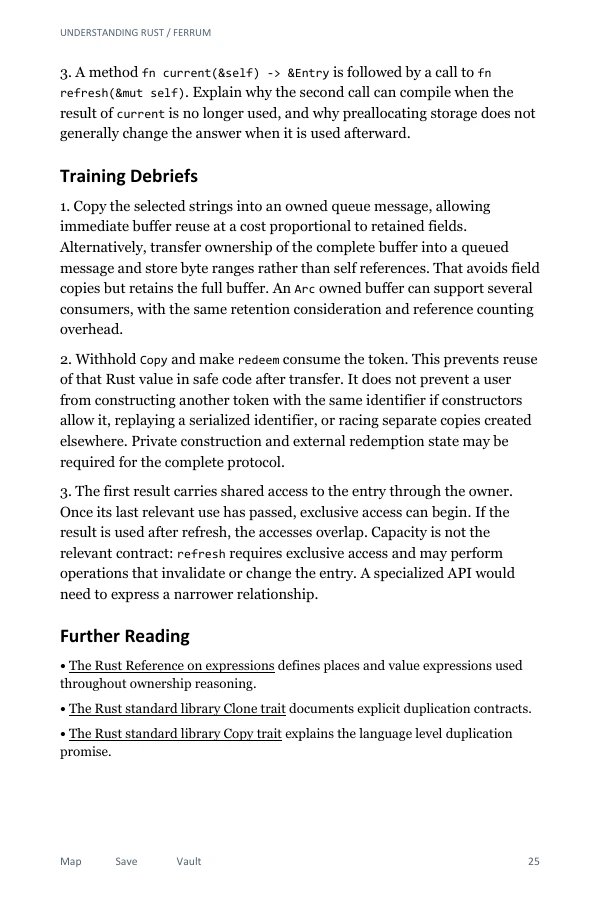 UNDERSTANDING RUST / FERRUM
3. A method fn current(&self) -> &Entry is followed by a call to fn
refresh(&mut self). Explain why the second call can compile when the
result of current is no longer used, and why preallocating storage does not
generally change the answer when it is used afterward.
Training Debriefs
1. Copy the selected strings into an owned queue message, allowing
immediate buffer reuse at a cost proportional to retained fields.
Alternatively, transfer ownership of the complete buffer into a queued
message and store byte ranges rather than self references. That avoids field
copies but retains the full buffer. An Arc owned buffer can support several
consumers, with the same retention consideration and reference counting
overhead.
2. Withhold Copy and make redeem consume the token. This prevents reuse
of that Rust value in safe code after transfer. It does not prevent a user
from constructing another token with the same identifier if constructors
allow it, replaying a serialized identifier, or racing separate copies created
elsewhere. Private construction and external redemption state may be
required for the complete protocol.
3. The first result carries shared access to the entry through the owner.
Once its last relevant use has passed, exclusive access can begin. If the
result is used after refresh, the accesses overlap. Capacity is not the
relevant contract: refresh requires exclusive access and may perform
operations that invalidate or change the entry. A specialized API would
need to express a narrower relationship.
Further Reading
• The Rust Reference on expressions defines places and value expressions used
throughout ownership reasoning.
• The Rust standard library Clone trait documents explicit duplication contracts.
• The Rust standard library Copy trait explains the language level duplication
promise.
Map Save Vault 25